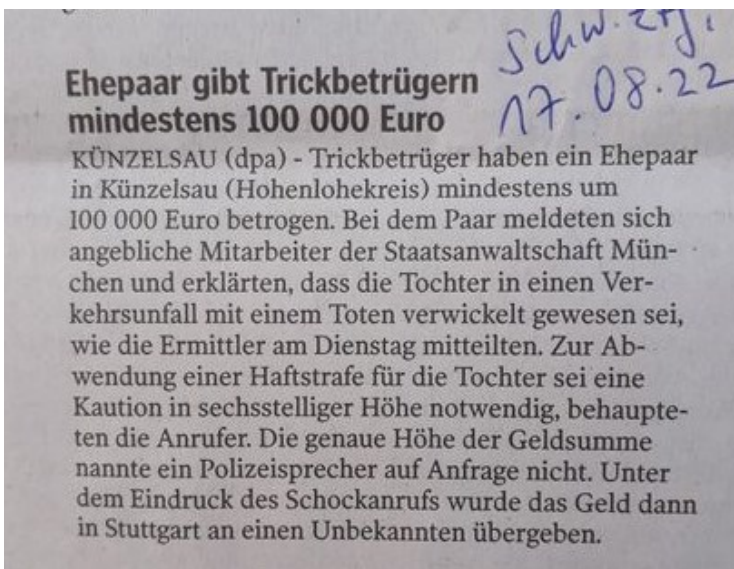 Schw. Ztg.
17.08.22
Ehepaar gibt Trickbetrügern
mindestens 100 000 Euro
KÜNZELSAU (dpa) - Trickbetrüger haben ein Ehepaar
in Künzelsau (Hohenlohekreis) mindestens um
100 000 Euro betrogen. Bei dem Paar meldeten sich
angebliche Mitarbeiter der Staatsanwaltschaft Mün-
chen und erklärten, dass die Tochter in einen Ver-
kehrsunfall mit einem Toten verwickelt gewesen sei,
wie die Ermittler am Dienstag mitteilten. Zur Ab-
wendung einer Haftstrafe für die Tochter sei eine
Kaution in sechsstelliger Höhe notwendig, behaupte-
ten die Anrufer. Die genaue Höhe der Geldsumme
nannte ein Polizeisprecher auf Anfrage nicht. Unter
dem Eindruck des Schockanrufs wurde das Geld dann
in Stuttgart an einen Unbekannten übergeben.